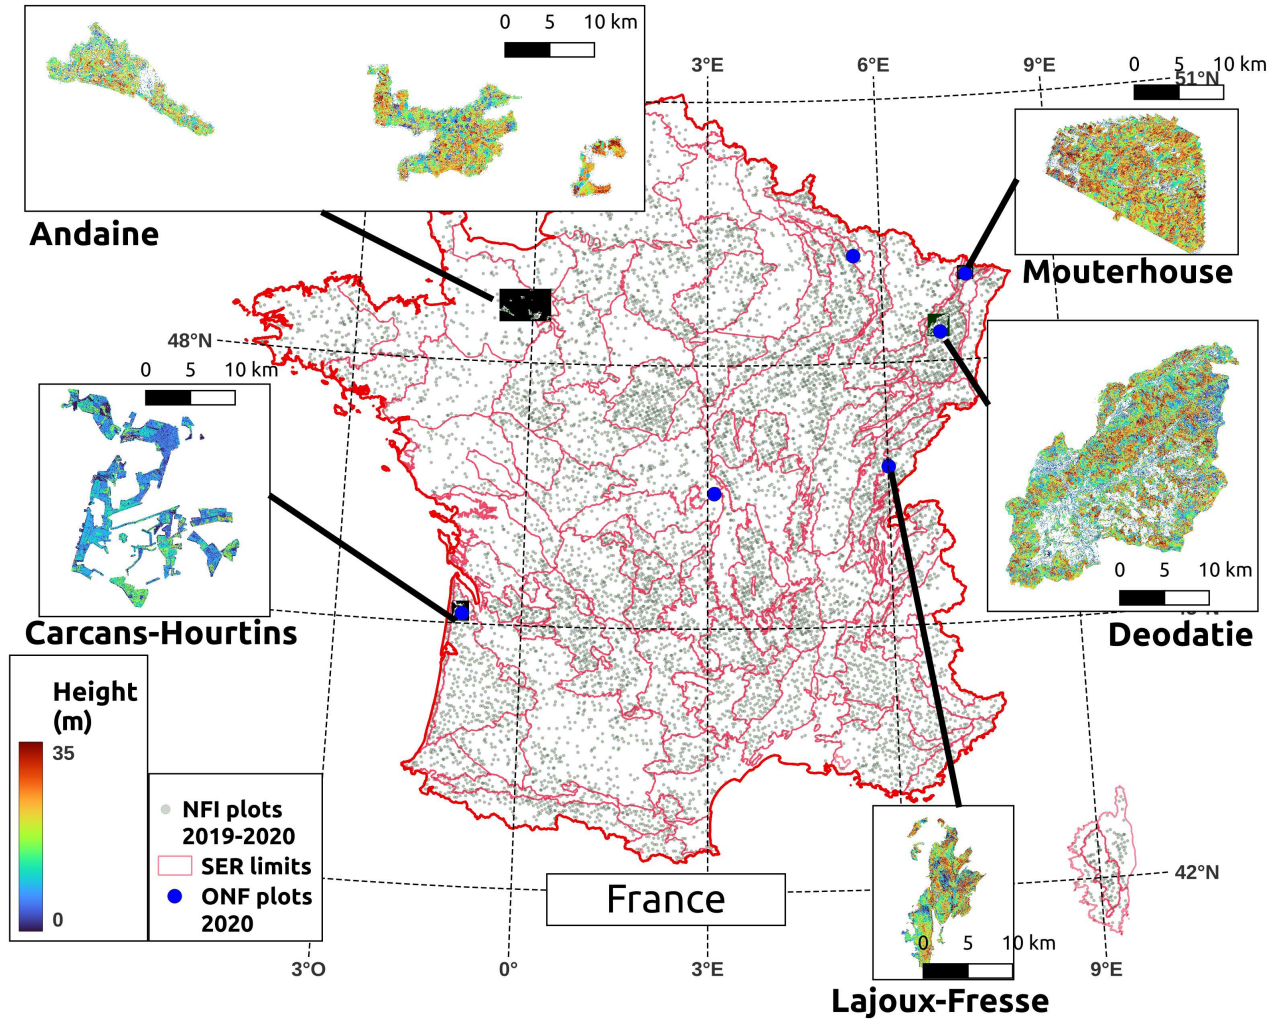 0 5 10 km
3°E 6°E 9°E
0 5 10 km
51°N
Andaine
Mouterhouse
48°N
0 5 10 km
0 5 10 km
Carcans-Hourtins
Deodatie
Height
(m)
35
0
NFI plots
2019-2020
SER limits
ONF plots
2020
France
42°N
0 5 10 km
3°O 0° 3°E 9°E
Lajoux-Fresse